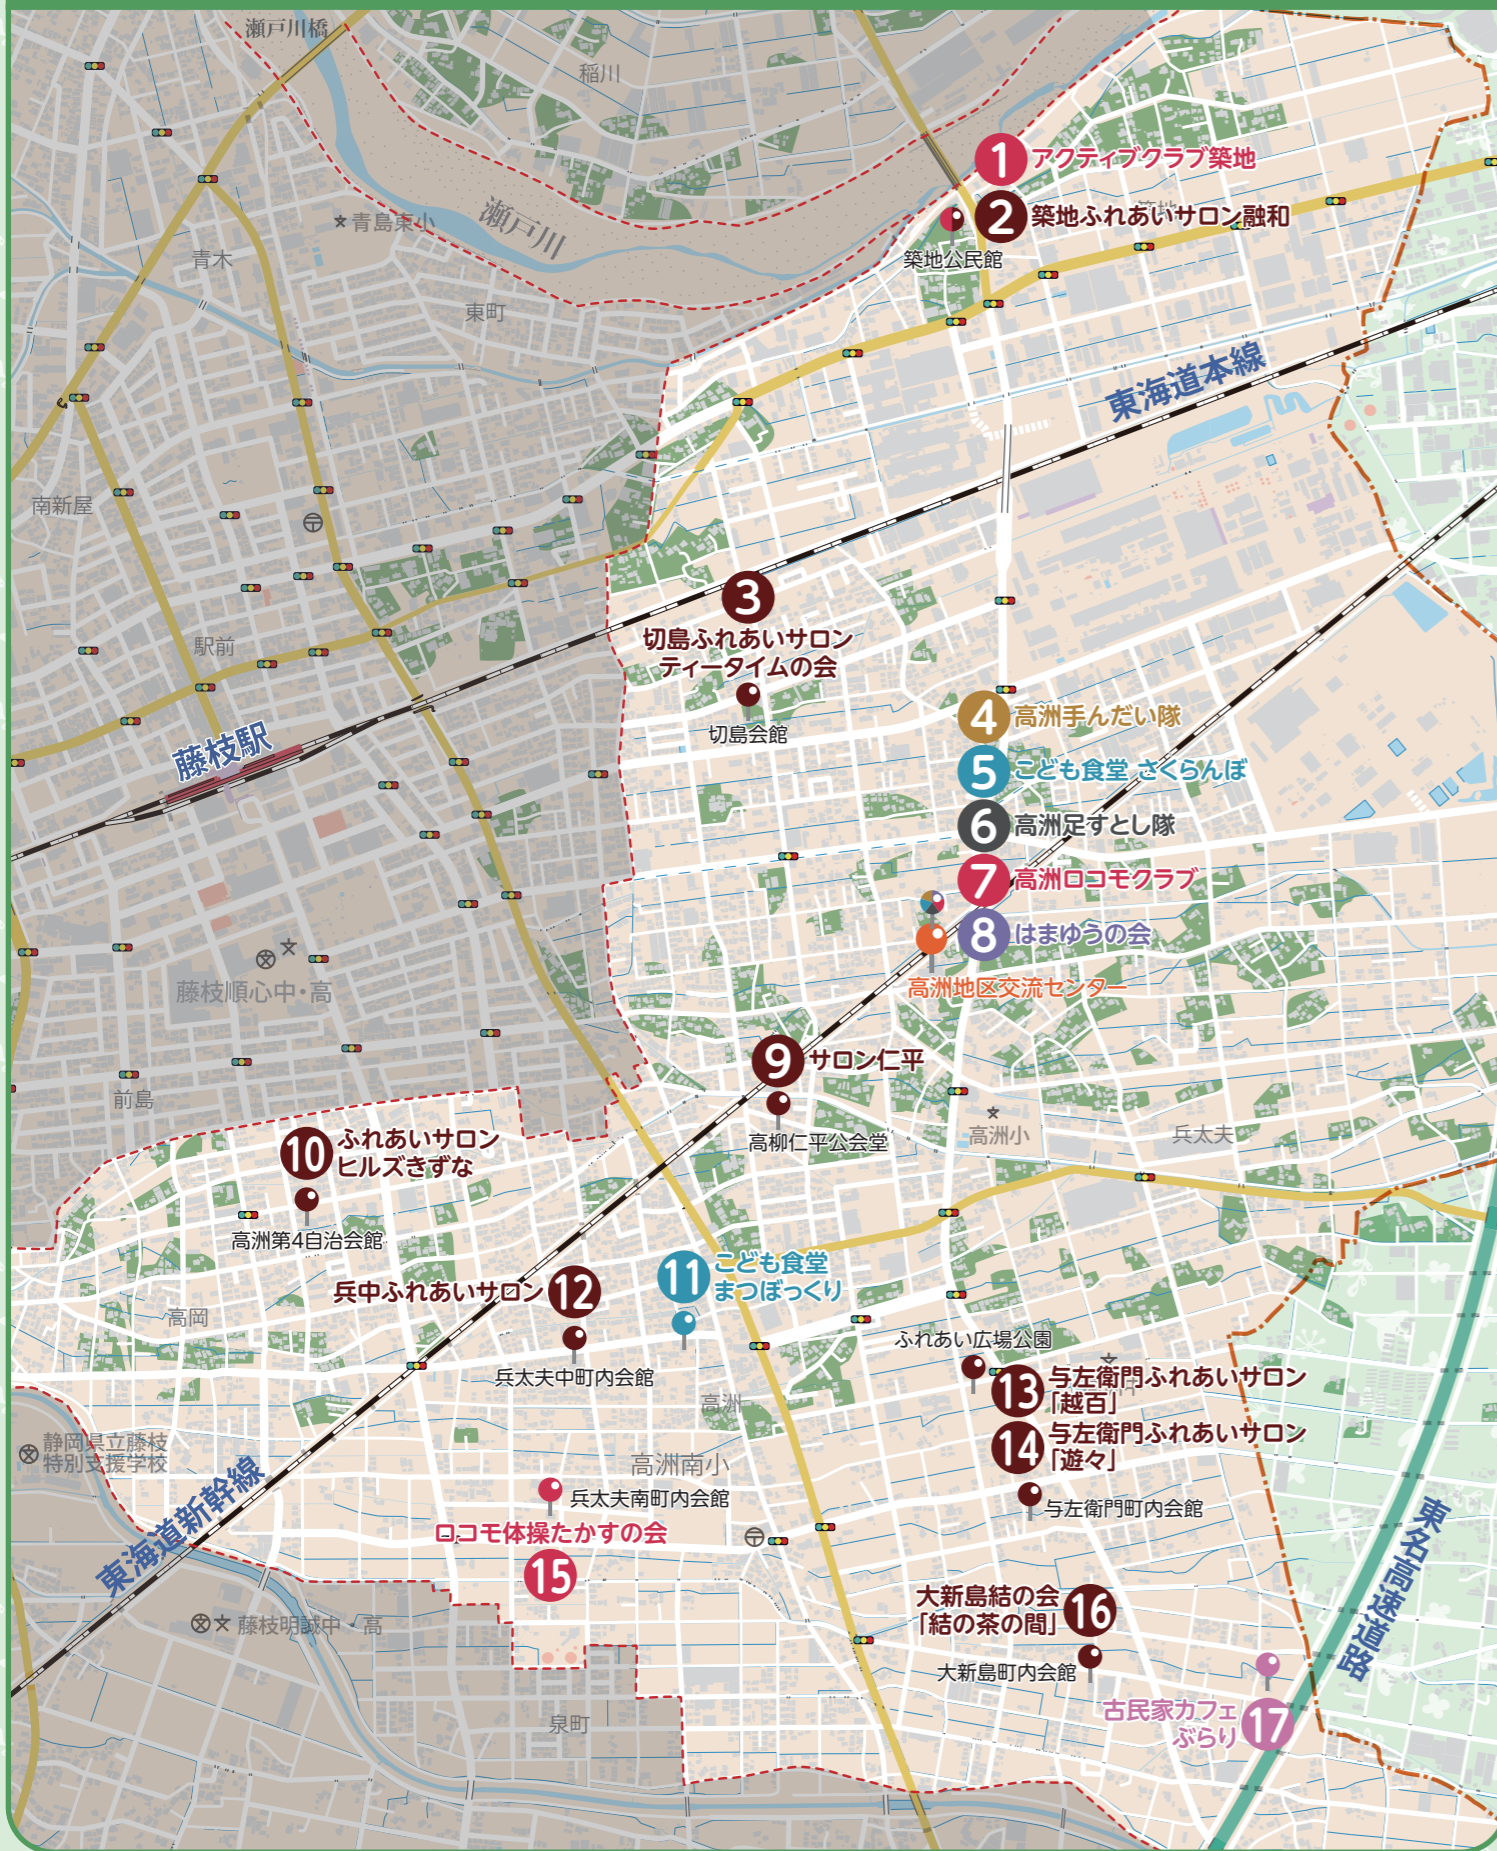 瀬戸川橋
稲川
1 アクティブクラブ築地
2 築地ふれあいサロン融和
築地公民館
青島東小
瀬戸川
青木
東町
東海道本線
南新屋
3
切島ふれあいサロン
ティータイムの会
切島会館
駅前
藤枝駅
4 高洲手んだい隊
5 こども食堂 さくらんぼ
6 高洲足すとし隊
7 高洲ロコモクラブ
8 はまゆうの会
高洲地区交流センター
藤枝順心中・高
前島
9 サロン仁平
高柳仁平公会堂
高洲小
兵太夫
10 ふれあいサロン
ヒルズきずな
高洲第4自治会館
高岡
兵中ふれあいサロン 12
兵太夫中町内会館
11 こども食堂
まつぼっくり
高洲
ふれあい広場公園
13 与左衛門ふれあいサロン
「越百」
14 与左衛門ふれあいサロン
「遊々」
与左衛門町内会館
静岡県立藤枝
特別支援学校
東海道新幹線
高洲南小
兵太夫南町内会館
ロコモ体操たかすの会
15
東名高速道路
藤枝明誠中・高
大新島結の会
「結の茶の間」 16
大新島町内会館
古民家カフェ
ぶらり 17
泉町